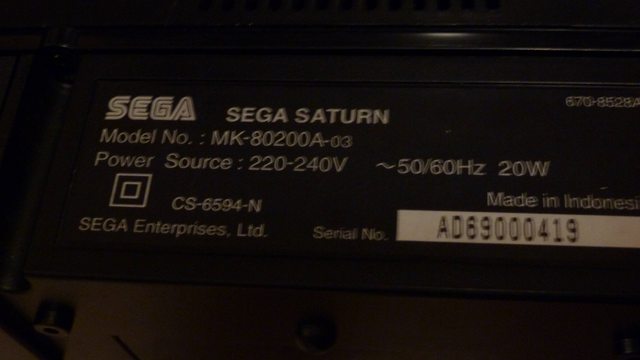 SEGA SEGA SATURN 670-8528A
Model No. : MK-80200A-03
Power Source : 220-240V ~50/60Hz 20W
CS-6594-N Made in Indonesi
SEGA Enterprises, Ltd. Serial No. AD69000419